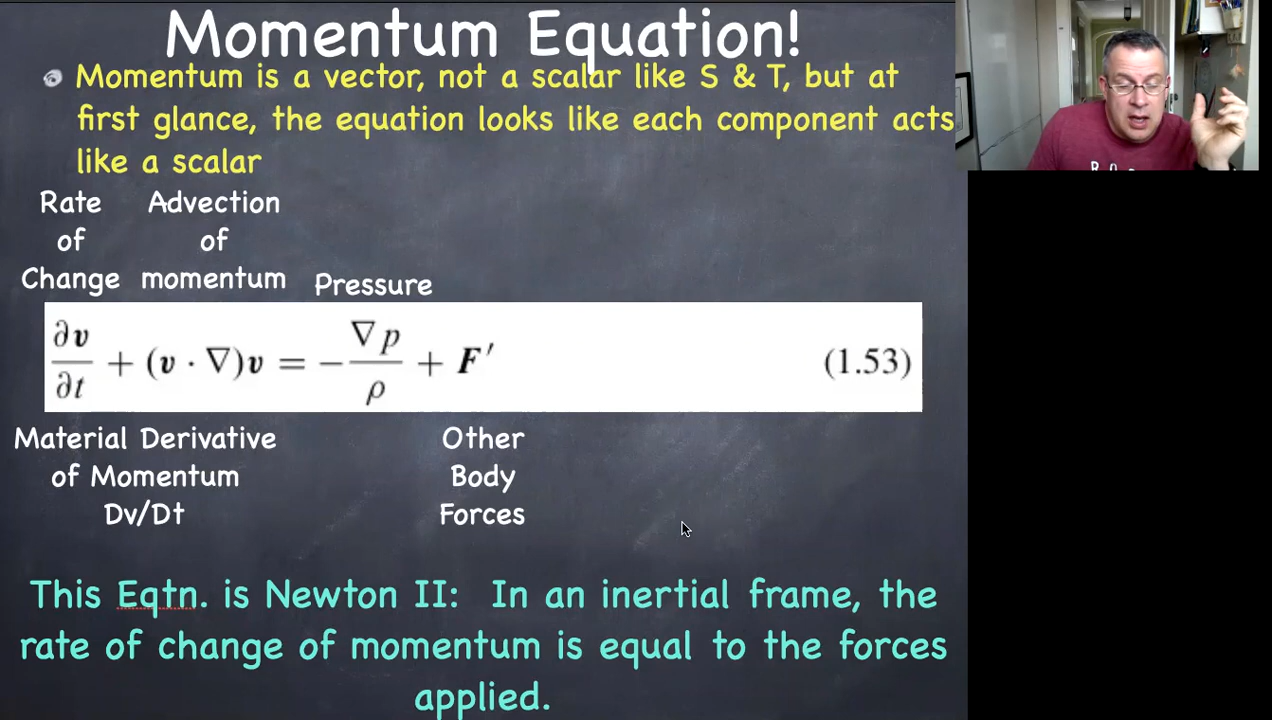 Momentum Equation!
Momentum is a vector, not a scalar like S & T, but at
first glance, the equation looks like each component acts
like a scalar
Rate
of
Change
Advection
of
momentum
Pressure
∂v/∂t + (v · ∇)v = −∇p/ρ + F′ (1.53)
Material Derivative
of Momentum
Dv/Dt
Other
Body
Forces
This Eqtn. is Newton II: In an inertial frame, the
rate of change of momentum is equal to the forces
applied.